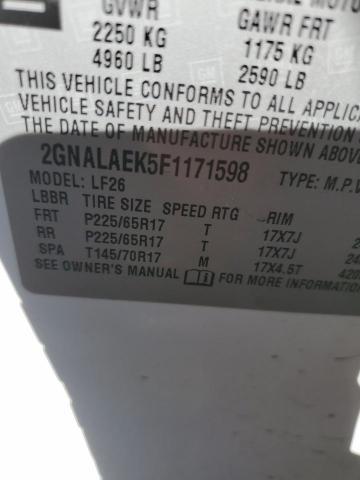 GVWR
GAWR FRT
2250 KG 1175 KG
4960 LB 2590 LB
THIS VEHICLE CONFORMS TO ALL APPLIC
VEHICLE SAFETY AND THEFT PREVENTION
THE DATE OF MANUFACTURE SHOWN ABOVE
2GNALAEK5F1171598 TYPE: M.P.V
MODEL: LF26
LBBR TIRE SIZE SPEED RTG RIM
FRT P225/65R17 T 17X7J
RR P225/65R17 T 17X7J
SPA T145/70R17 M 17X4.5T
SEE OWNER'S MANUAL FOR MORE INFORMATION
GM